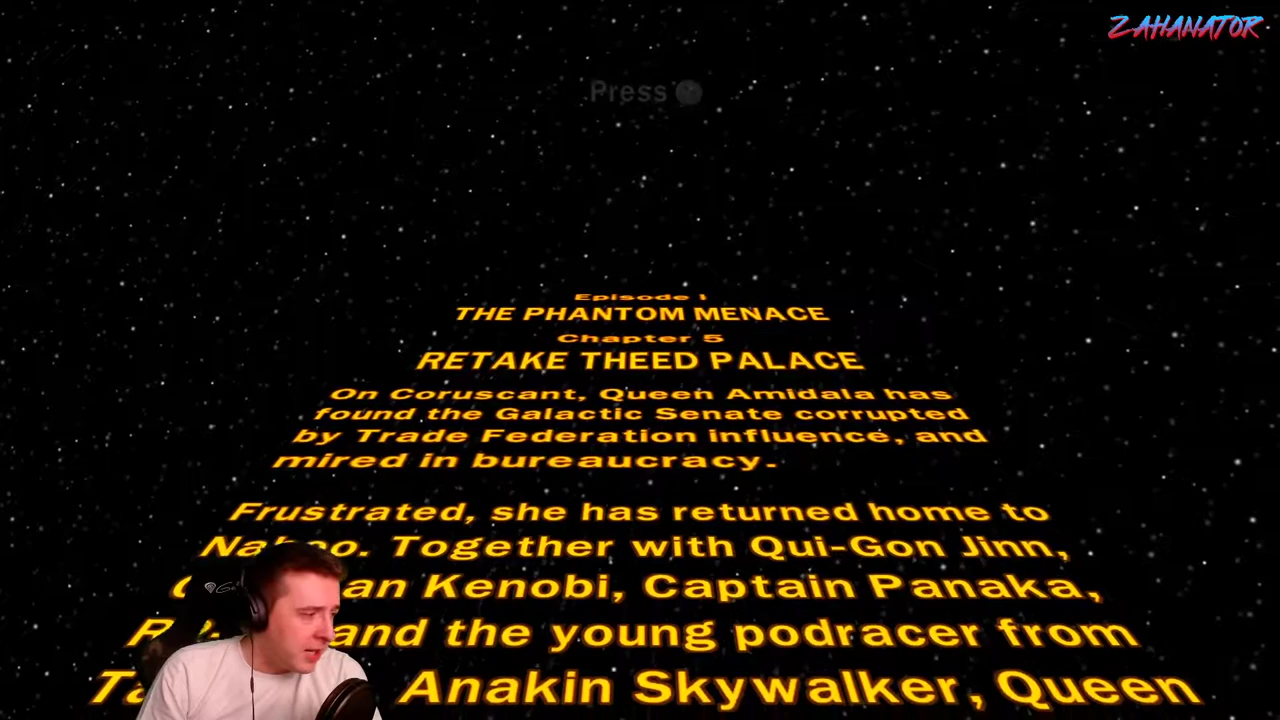 ZAHANATOR
Press
Episode I
THE PHANTOM MENACE
Chapter 5
RETAKE THEED PALACE
On Coruscant, Queen Amidala has
found the Galactic Senate corrupted
by Trade Federation influence, and
mired in bureaucracy.
Frustrated, she has returned home to
Together with Qui-Gon Jinn,
Kenobi, Captain Panaka,
and the young podracer from
Anakin Skywalker, Queen